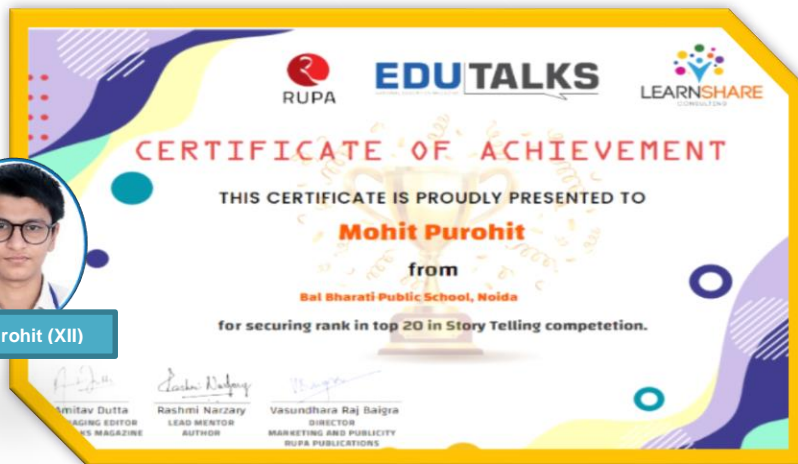 RUPA
EDUTALKS
LEARNSHARE
CONSULTING
CERTIFICATE OF ACHIEVEMENT
THIS CERTIFICATE IS PROUDLY PRESENTED TO
Mohit Purohit
from
Bal Bharati Public School, Noida
for securing rank in top 20 in Story Telling competetion.
rohit (XII)
Amitav Dutta
Rashmi Narzary
Vasundhara Raj Baigra
AGING EDITOR
LEAD MENTOR
DIRECTOR
KS MAGAZINE
AUTHOR
MARKETING AND PUBLICITY
RUPA PUBLICATIONS